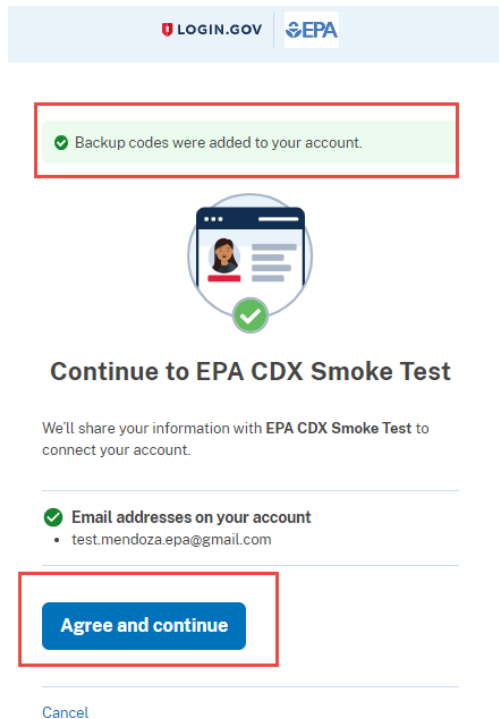 LOGIN.GOV EPA
Backup codes were added to your account.
Continue to EPA CDX Smoke Test
We'll share your information with EPA CDX Smoke Test to
connect your account.
Email addresses on your account
• test.mendoza.epa@gmail.com
Agree and continue
Cancel